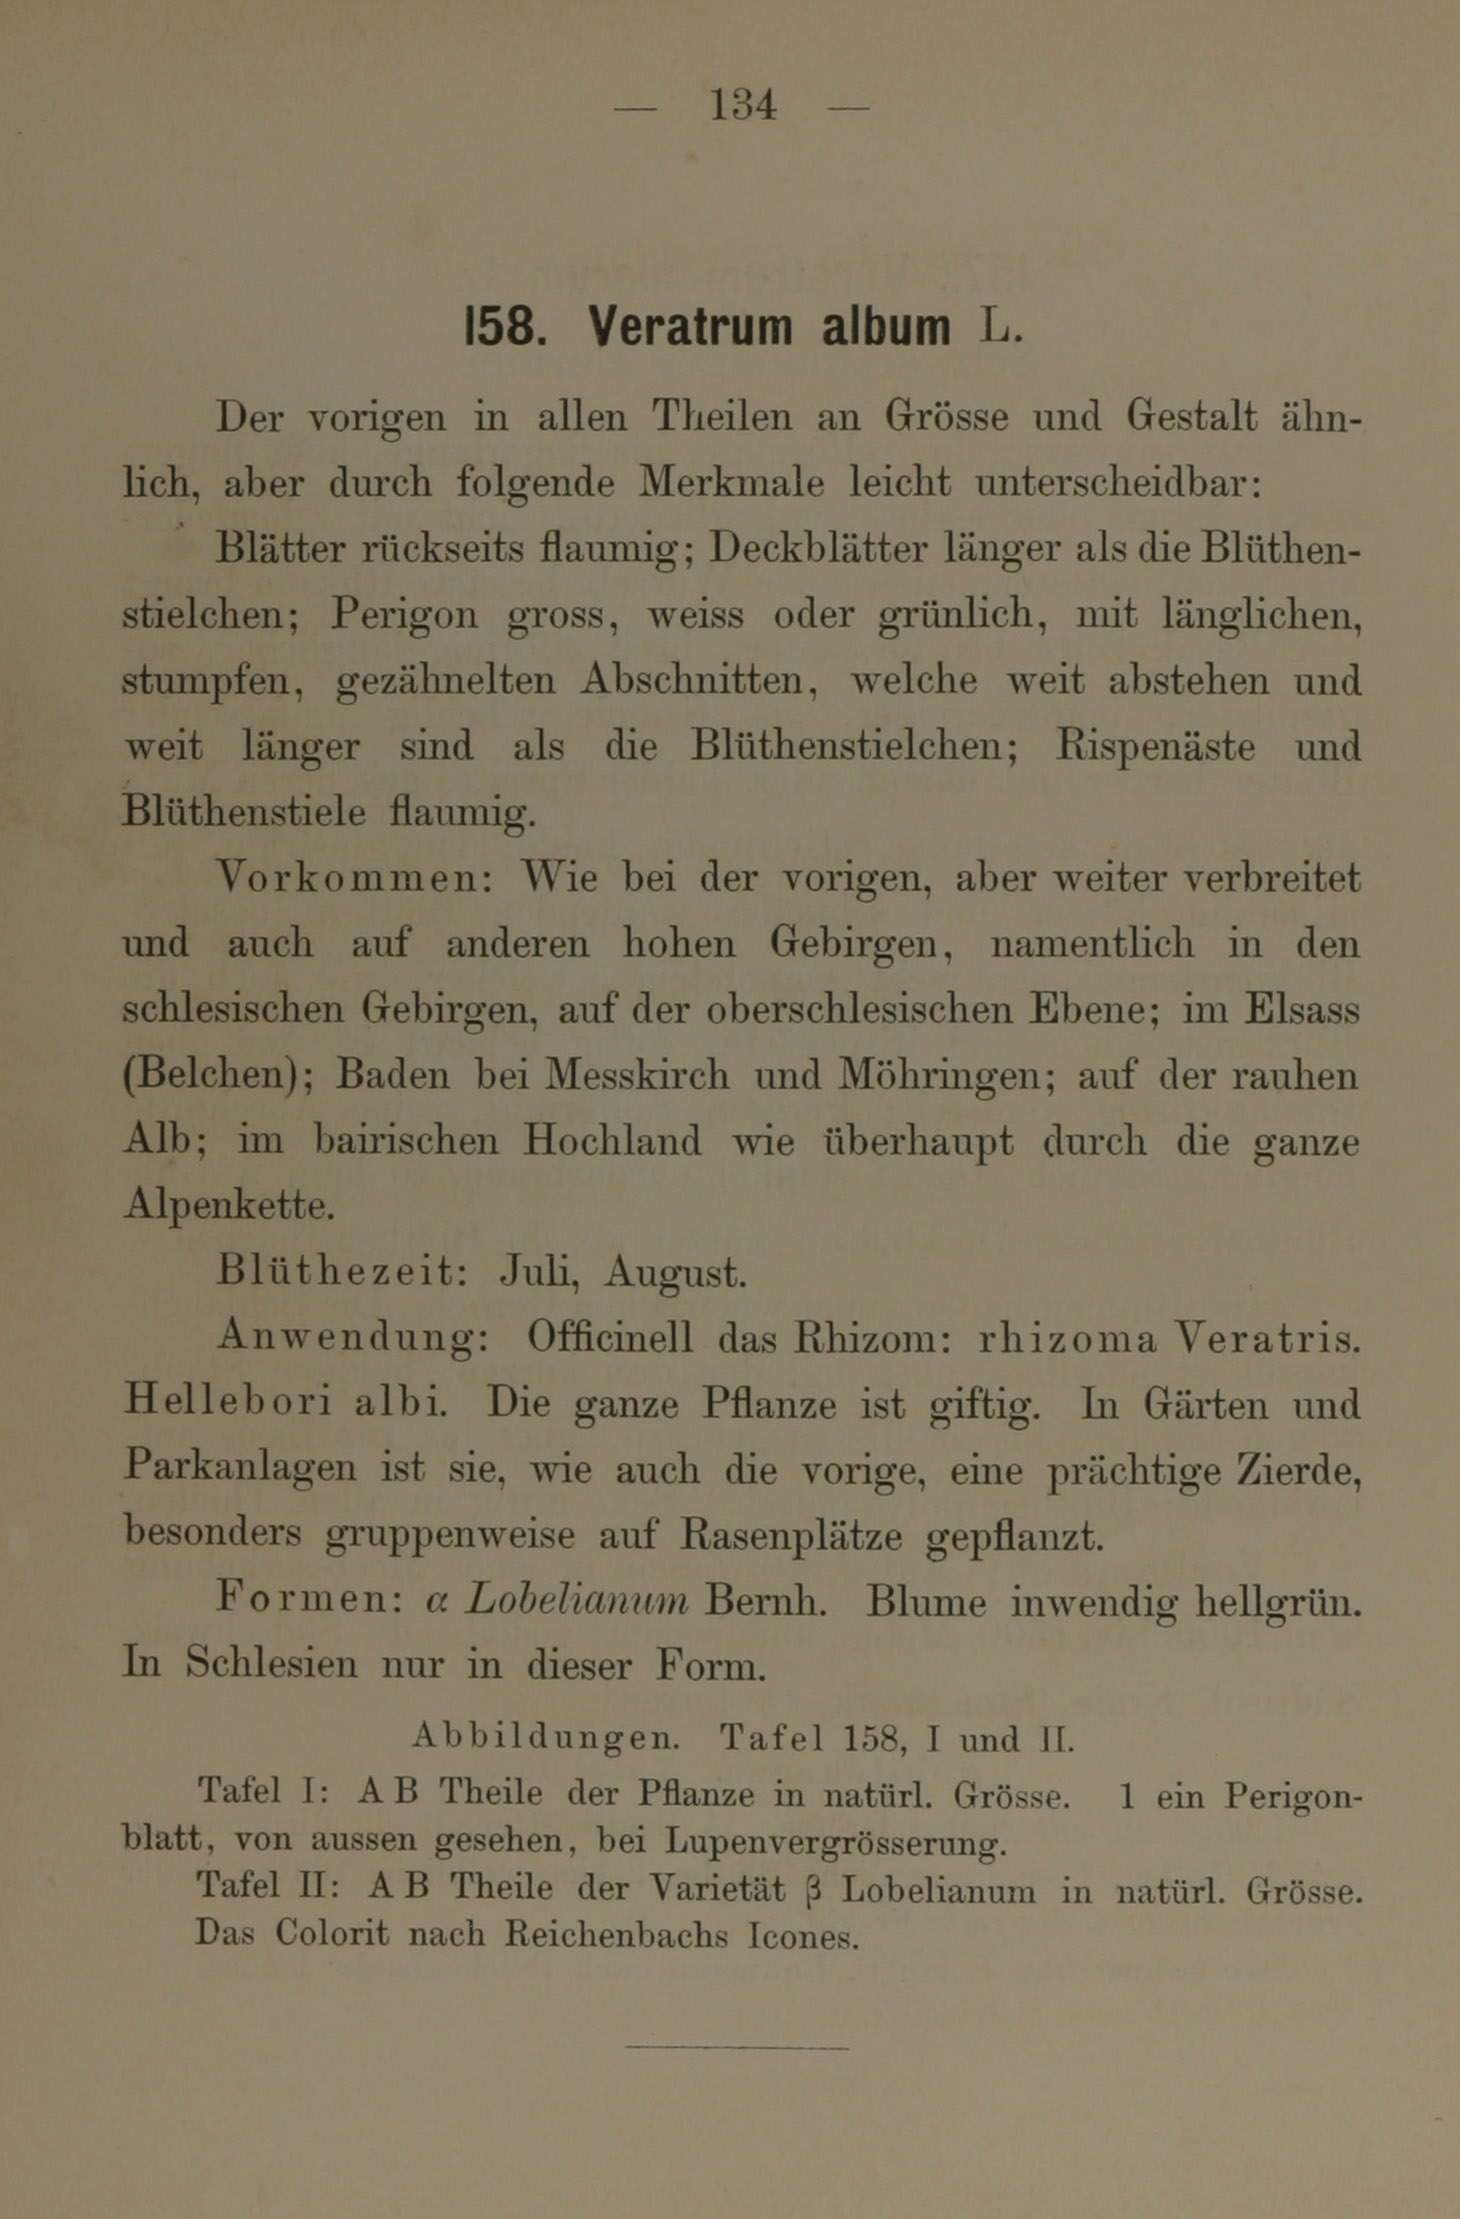 — 134 —
158. Veratrum album L.
Der vorigen in allen Theilen an Grösse und Gestalt ähn-
lich, aber durch folgende Merkmale leicht unterscheidbar:
Blätter rückseits flaumig; Deckblätter länger als die Blüthen-
stielchen; Perigon gross, weiss oder grünlich, mit länglichen,
stumpfen, gezähnelten Abschnitten, welche weit abstehen und
weit länger sind als die Blüthenstielchen; Rispenäste und
Blüthenstiele flaumig.
Vorkommen: Wie bei der vorigen, aber weiter verbreitet
und auch auf anderen hohen Gebirgen, namentlich in den
schlesischen Gebirgen, auf der oberschlesischen Ebene; im Elsass
(Belchen); Baden bei Messkirch und Möhringen; auf der rauhen
Alb; im bairischen Hochland wie überhaupt durch die ganze
Alpenkette.
Blüthezeit: Juli, August.
Anwendung: Officinell das Rhizom: rhizoma Veratris.
Hellebori albi. Die ganze Pflanze ist giftig. In Gärten und
Parkanlagen ist sie, wie auch die vorige, eine prächtige Zierde,
besonders gruppenweise auf Rasenplätze gepflanzt.
Formen: α Lobelianum Bernh. Blume inwendig hellgrün.
In Schlesien nur in dieser Form.
Abbildungen. Tafel 158, I und II.
Tafel I: A B Theile der Pflanze in natürl. Grösse. 1 ein Perigon-
blatt, von aussen gesehen, bei Lupenvergrösserung.
Tafel II: A B Theile der Varietät β Lobelianum in natürl. Grösse.
Das Colorit nach Reichenbachs Icones.